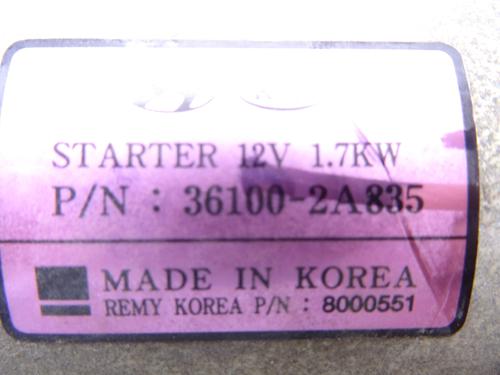 STARTER 12V 1.7KW
P/N : 36100-2A835
MADE IN KOREA
REMY KOREA P/N : 8000551